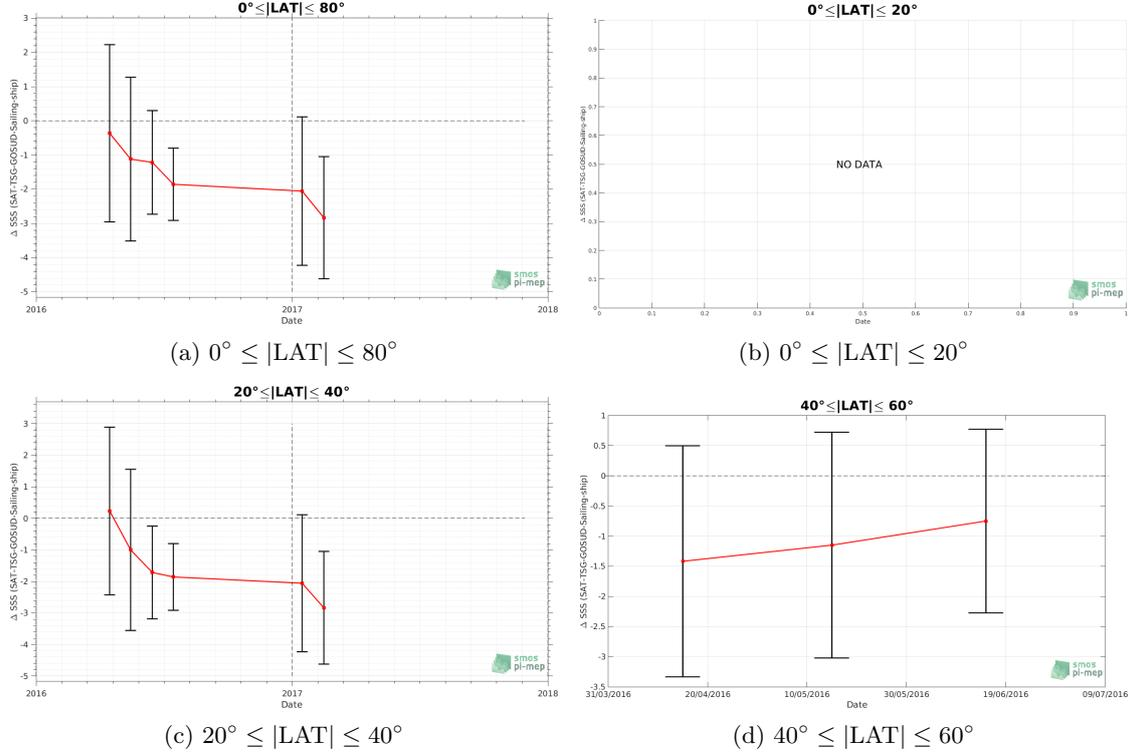 0°≤|LAT|≤ 80°
3
2
1
0
-1
-2
-3
-4
-5
Δ SSS (SAT-TSG-GOSUD-Sailing-ship)
2016 2017 2018
Date
smos
pi-mep
(a) 0° ≤ |LAT| ≤ 80°
0°≤|LAT|≤ 20°
1
0.9
0.8
0.7
0.6
0.5
0.4
0.3
0.2
0.1
0
Δ SSS (SAT-TSG-GOSUD-Sailing-ship)
NO DATA
0 0.1 0.2 0.3 0.4 0.5 0.6 0.7 0.8 0.9 1
Date
smos
pi-mep
(b) 0° ≤ |LAT| ≤ 20°
20°≤|LAT|≤ 40°
3
2
1
0
-1
-2
-3
-4
-5
Δ SSS (SAT-TSG-GOSUD-Sailing-ship)
2016 2017 2018
Date
smos
pi-mep
(c) 20° ≤ |LAT| ≤ 40°
40°≤|LAT|≤ 60°
1
0.5
0
-0.5
-1
-1.5
-2
-2.5
-3
-3.5
Δ SSS (SAT-TSG-GOSUD-Sailing-ship)
31/03/2016 20/04/2016 10/05/2016 30/05/2016 19/06/2016 09/07/2016
Date
smos
pi-mep
(d) 40° ≤ |LAT| ≤ 60°